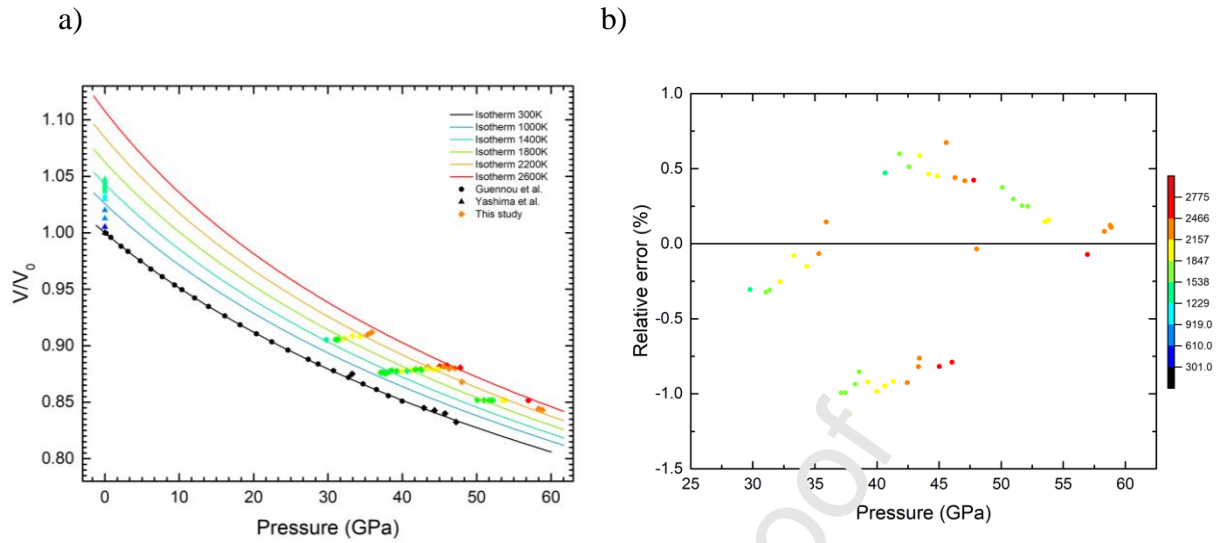 a)
b)
V/V0
1.10
1.05
1.00
0.95
0.90
0.85
0.80
0
10
20
30
40
50
60
Pressure (GPa)
Isotherm 300K
Isotherm 1000K
Isotherm 1400K
Isotherm 1800K
Isotherm 2200K
Isotherm 2600K
Guennou et al.
Yashima et al.
This study
Relative error (%)
1.0
0.5
0.0
-0.5
-1.0
-1.5
25
30
35
40
45
50
55
60
Pressure (GPa)
2775
2466
2157
1847
1538
1229
919.0
610.0
301.0
oof